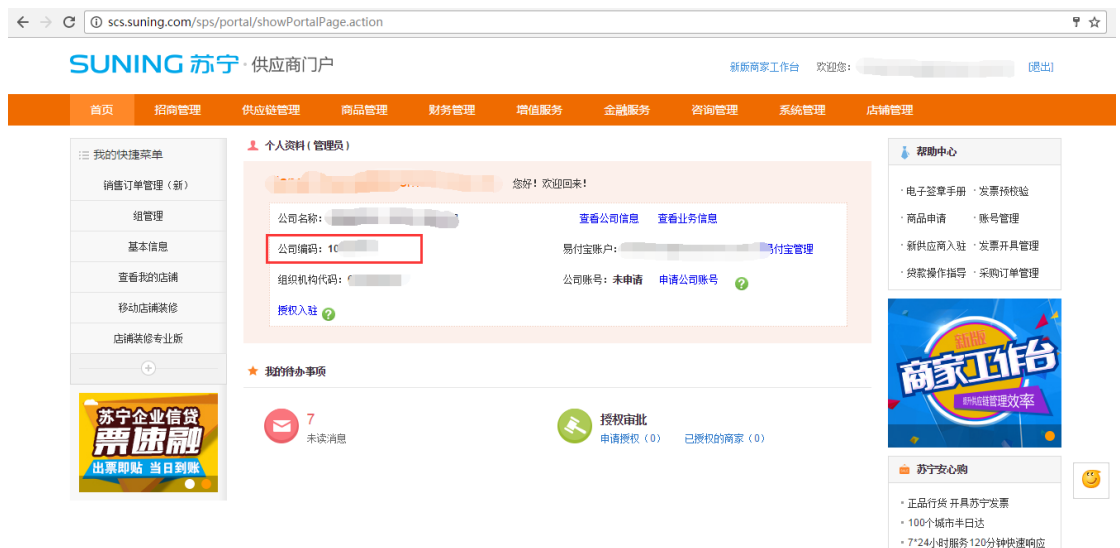 scs.suning.com/sps/portal/showPortalPage.action
SUNING 苏宁·供应商门户
新版商家工作台 欢迎您: [退出]
首页 招商管理 供应链管理 商品管理 财务管理 增值服务 金融服务 咨询管理 系统管理 店铺管理
我的快捷菜单
销售订单管理（新）
组管理
基本信息
查看我的店铺
移动店铺装修
店铺装修专业版
苏宁企业信贷
票速融
出票即贴 当日到账
个人资料(管理员)
您好！欢迎回来！
公司名称: 查看公司信息 查看业务信息
公司编码: 10
易付宝账户: 易付宝管理
组织机构代码:
公司账号: 未申请 申请公司账号
授权入驻
我的待办事项
7
未读消息
授权审批
申请授权（0） 已授权的商家（0）
帮助中心
·电子签章手册 ·发票预校验
·商品申请 ·账号管理
·新供应商入驻 ·发票开具管理
·贷款操作指导 ·采购订单管理
新版
商家工作台
提升供应链管理效率
苏宁安心购
正品行货 开具苏宁发票
100个城市半日达
7*24小时服务120分钟快速响应